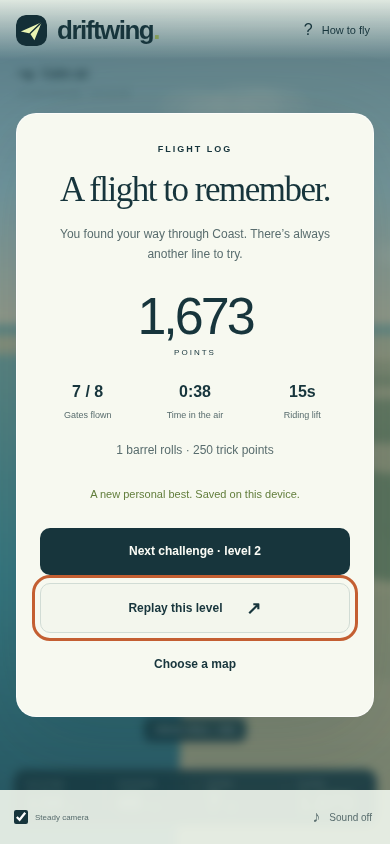 driftwing.
? How to fly
FLIGHT LOG
A flight to remember.
You found your way through Coast. There’s always
another line to try.
1,673
POINTS
7 / 8 0:38 15s
Gates flown Time in the air Riding lift
1 barrel rolls · 250 trick points
A new personal best. Saved on this device.
Next challenge · level 2
Replay this level ↗
Choose a map
Steady camera
♪ Sound off